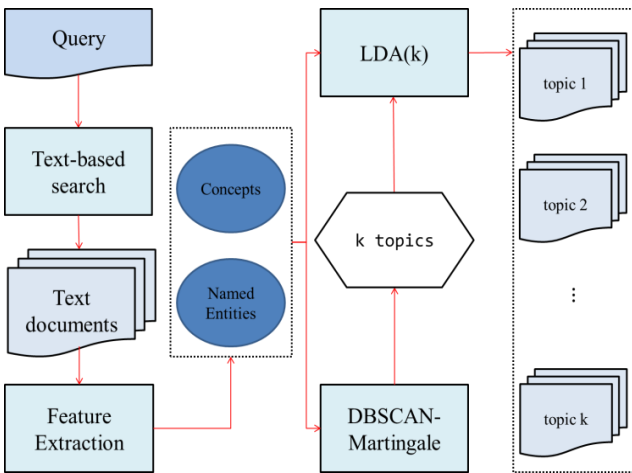 Query
Text-based
search
Text
documents
Feature
Extraction
Concepts
Named
Entities
LDA(k)
k topics
DBSCAN-
Martingale
topic 1
topic 2
...
topic k